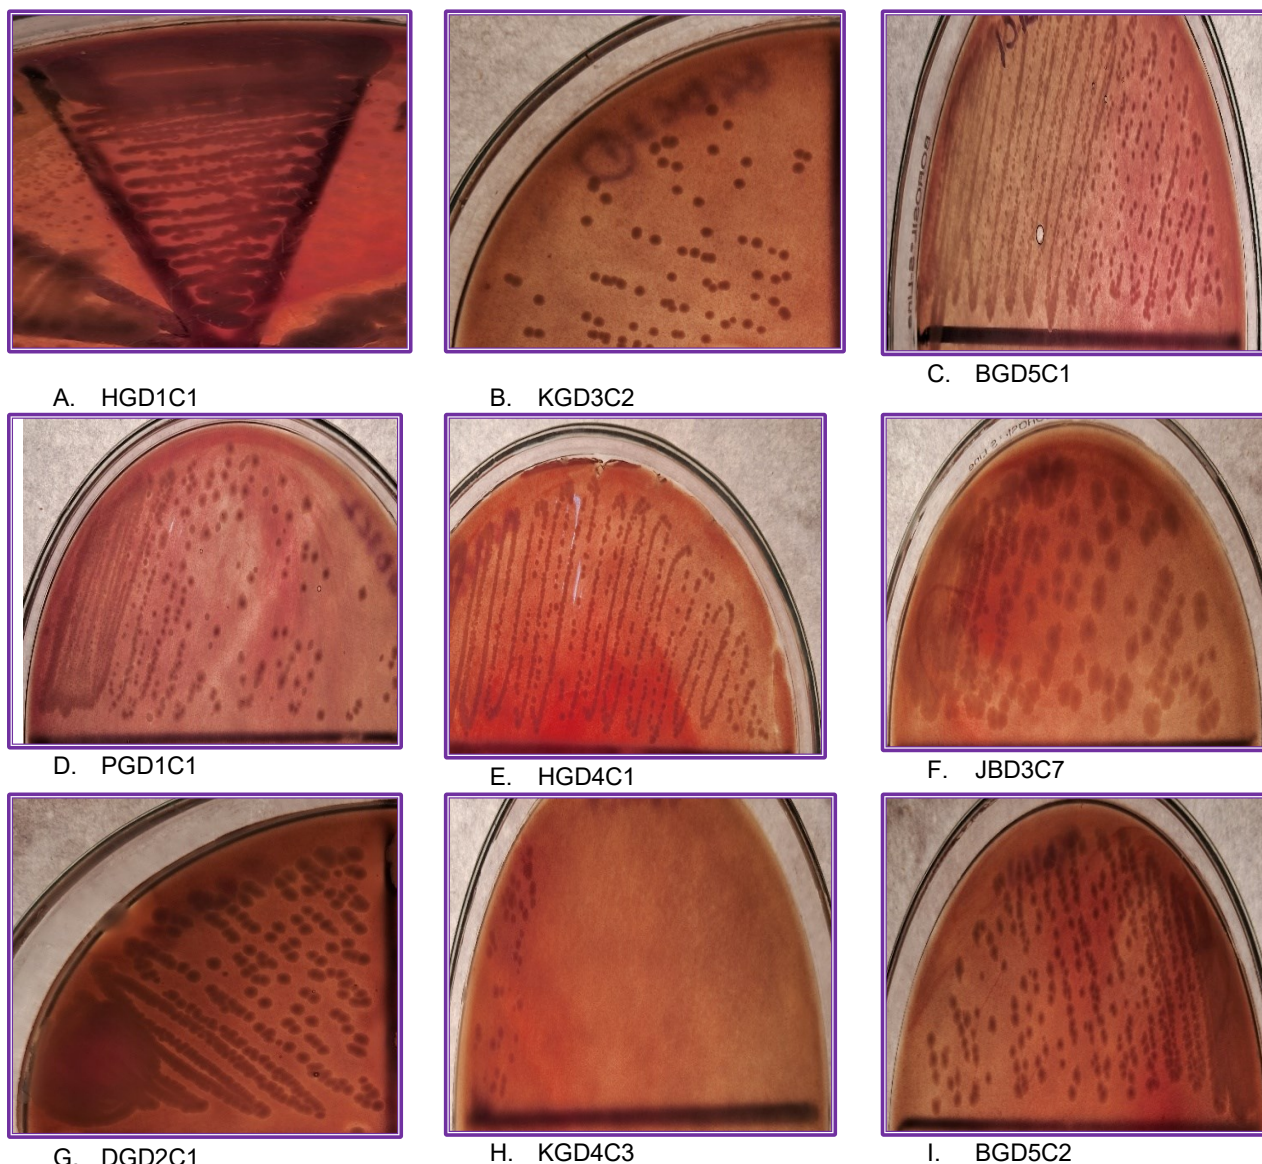 A. HGD1C1
B. KGD3C2
C. BGD5C1
D. PGD1C1
E. HGD4C1
F. JBD3C7
G. DGD2C1
H. KGD4C3
I. BGD5C2